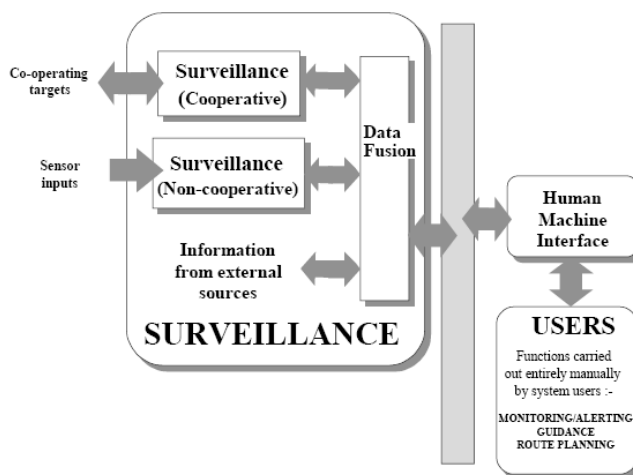 Co-operating
targets
Surveillance
(Cooperative)
Sensor
inputs
Surveillance
(Non-cooperative)
Information
from external
sources
Data
Fusion
SURVEILLANCE
Human
Machine
Interface
USERS
Functions carried
out entirely manually
by system users :-
MONITORING/ALERTING
GUIDANCE
ROUTE PLANNING